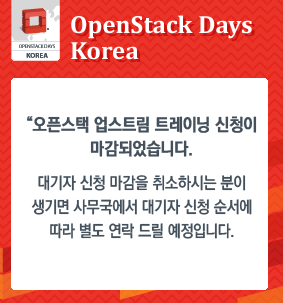 OPENSTACK DAYS
KOREA
OpenStack Days
Korea
“오픈스택 업스트림 트레이닝 신청이
마감되었습니다.
대기자 신청 마감을 취소하시는 분이
생기면 사무국에서 대기자 신청 순서에
따라 별도 연락 드릴 예정입니다.